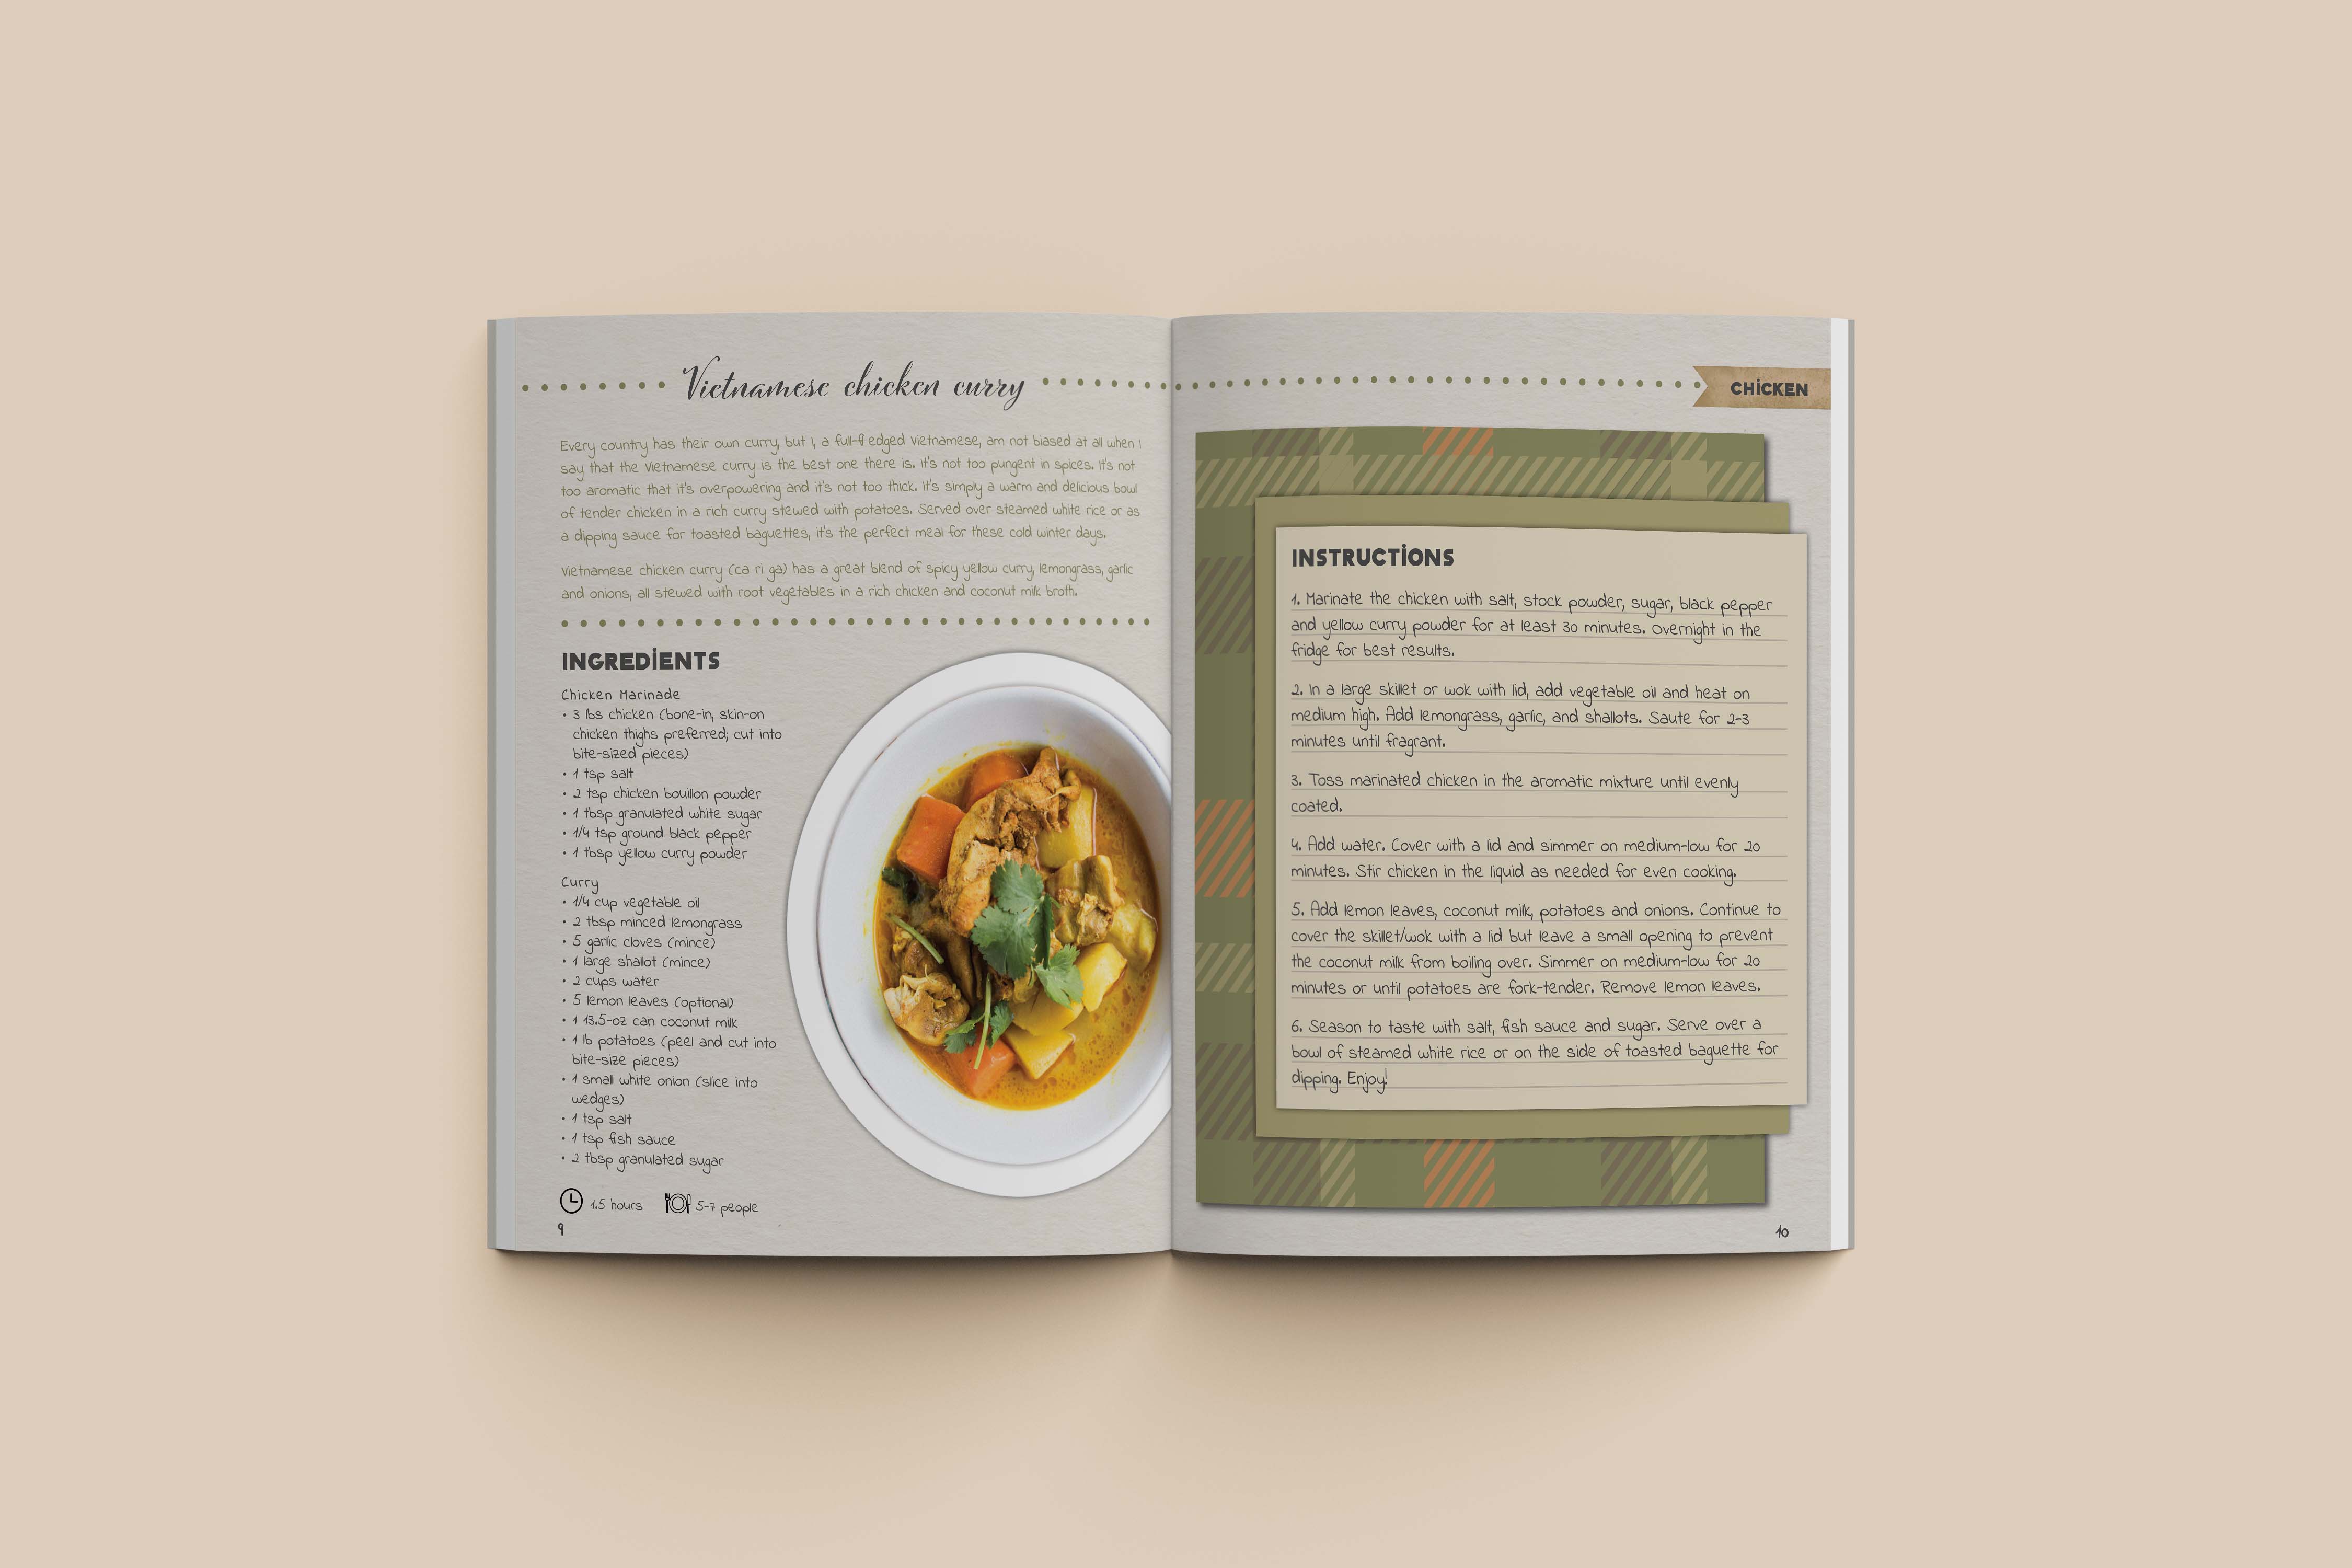 Vietnamese chicken curry
Every country has their own curry, but I, a full-fledged Vietnamese, am not biased at all when I
say that the Vietnamese curry is the best one there is. It's not too pungent in spices. It's not
too aromatic that it's overpowering and it's not too thick. It's simply a warm and delicious bowl
of tender chicken in a rich curry stewed with potatoes. Served over steamed white rice or as
a dipping sauce for toasted baguettes, it's the perfect meal for these cold winter days.
Vietnamese chicken curry (ca ri ga) has a great blend of spicy yellow curry, lemongrass, garlic
and onions, all stewed with root vegetables in a rich chicken and coconut milk broth.
INGREDIENTS
Chicken Marinade
• 3 lbs chicken (bone-in, skin-on
chicken thighs preferred; cut into
bite-sized pieces)
• 1 tsp salt
• 2 tsp chicken bouillon powder
• 1 tbsp granulated white sugar
• 1/4 tsp ground black pepper
• 1 tbsp yellow curry powder
Curry
• 1/4 cup vegetable oil
• 2 tbsp minced lemongrass
• 5 garlic cloves (mince)
• 1 large shallot (mince)
• 2 cups water
• 5 lemon leaves (optional)
• 1 13.5-oz can coconut milk
• 1 lb potatoes (peel and cut into
bite-size pieces)
• 1 small white onion (slice into
wedges)
• 1 tsp salt
• 1 tsp fish sauce
• 2 tbsp granulated sugar
1.5 hours 5-7 people
9
CHICKEN
INSTRUCTIONS
1. Marinate the chicken with salt, stock powder, sugar, black pepper
and yellow curry powder for at least 30 minutes. Overnight in the
fridge for best results.
2. In a large skillet or wok with lid, add vegetable oil and heat on
medium high. Add lemongrass, garlic, and shallots. Saute for 2-3
minutes until fragrant.
3. Toss marinated chicken in the aromatic mixture until evenly
coated.
4. Add water. Cover with a lid and simmer on medium-low for 20
minutes. Stir chicken in the liquid as needed for even cooking.
5. Add lemon leaves, coconut milk, potatoes and onions. Continue to
cover the skillet/wok with a lid but leave a small opening to prevent
the coconut milk from boiling over. Simmer on medium-low for 20
minutes or until potatoes are fork-tender. Remove lemon leaves.
6. Season to taste with salt, fish sauce and sugar. Serve over a
bowl of steamed white rice or on the side of toasted baguette for
dipping. Enjoy!
10